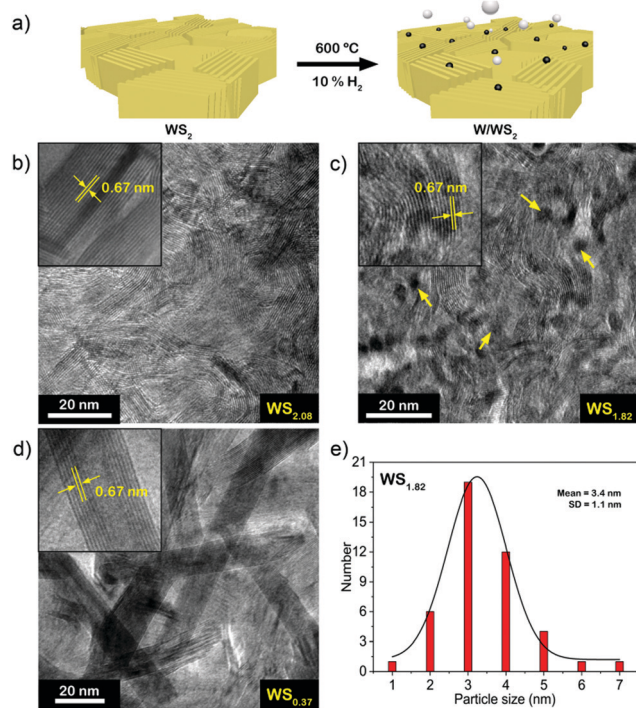 a)
600 ºC
10 % H₂
WS₂
W/WS₂
b)
0.67 nm
20 nm
WS₂.₀₈
c)
0.67 nm
20 nm
WS₁.₈₂
d)
0.67 nm
20 nm
WS₀.₃₇
e)
WS₁.₈₂
Mean = 3.4 nm
SD = 1.1 nm
Number
21
18
15
12
9
6
3
0
1 2 3 4 5 6 7
Particle size (nm)